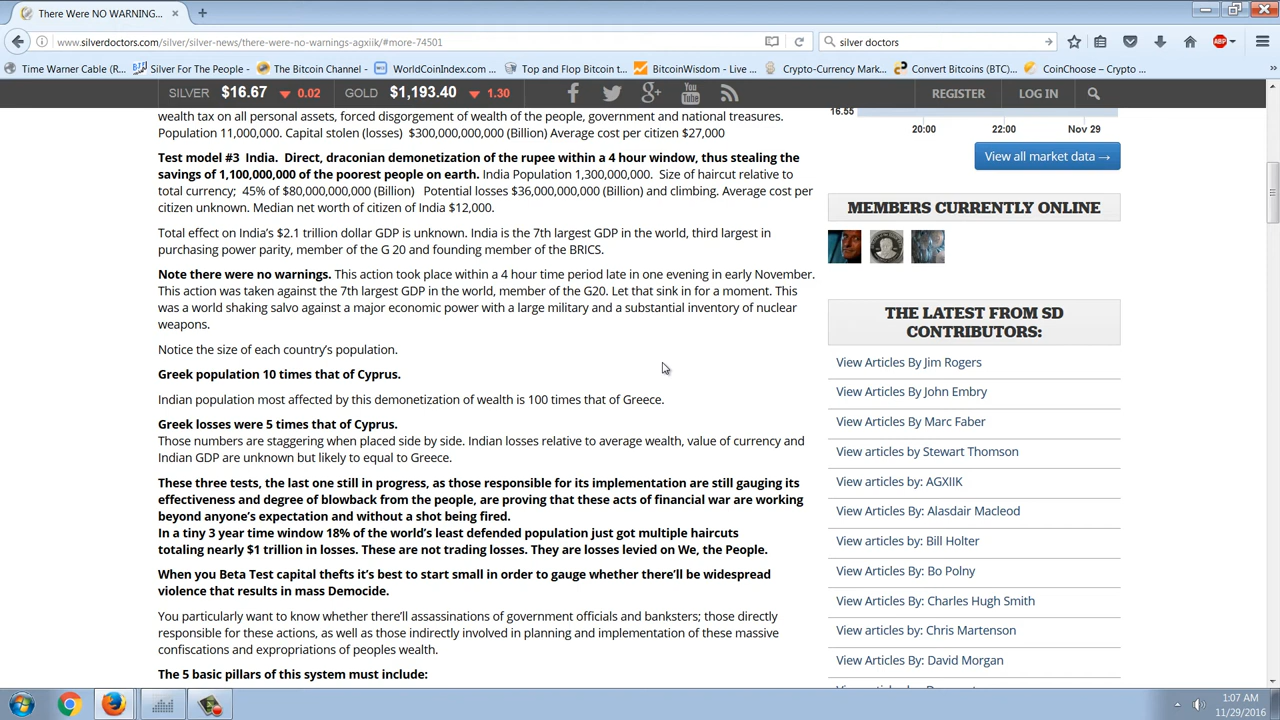 There Were NO WARNING...
www.silverdoctors.com/silver/silver-news/there-were-no-warnings-agxiik/#more-74501
silver doctors
ABP
Time Warner Cable (R...
Silver For The People - ...
The Bitcoin Channel - ...
WorldCoinIndex.com ...
Top and Flop Bitcoin t...
BitcoinWisdom - Live ...
Crypto-Currency Mark...
Convert Bitcoins (BTC)...
CoinChoose – Crypto ...
SILVER $16.67 0.02 GOLD $1,193.40 1.30
REGISTER LOG IN
wealth tax on all personal assets, forced disgorgement of wealth of the people, government and national treasures.
Population 11,000,000. Capital stolen (losses) $300,000,000,000 (Billion) Average cost per citizen $27,000
Test model #3 India. Direct, draconian demonetization of the rupee within a 4 hour window, thus stealing the
savings of 1,100,000,000 of the poorest people on earth. India Population 1,300,000,000. Size of haircut relative to
total currency; 45% of $80,000,000,000 (Billion) Potential losses $36,000,000,000 (Billion) and climbing. Average cost per
citizen unknown. Median net worth of citizen of India $12,000.
Total effect on India's $2.1 trillion dollar GDP is unknown. India is the 7th largest GDP in the world, third largest in
purchasing power parity, member of the G 20 and founding member of the BRICS.
Note there were no warnings. This action took place within a 4 hour time period late in one evening in early November.
This action was taken against the 7th largest GDP in the world, member of the G20. Let that sink in for a moment. This
was a world shaking salvo against a major economic power with a large military and a substantial inventory of nuclear
weapons.
Notice the size of each country's population.
Greek population 10 times that of Cyprus.
Indian population most affected by this demonetization of wealth is 100 times that of Greece.
Greek losses were 5 times that of Cyprus.
Those numbers are staggering when placed side by side. Indian losses relative to average wealth, value of currency and
Indian GDP are unknown but likely to equal to Greece.
These three tests, the last one still in progress, as those responsible for its implementation are still gauging its
effectiveness and degree of blowback from the people, are proving that these acts of financial war are working
beyond anyone's expectation and without a shot being fired.
In a tiny 3 year time window 18% of the world's least defended population just got multiple haircuts
totaling nearly $1 trillion in losses. These are not trading losses. They are losses levied on We, the People.
When you Beta Test capital thefts it's best to start small in order to gauge whether there'll be widespread
violence that results in mass Democide.
You particularly want to know whether there'll assassinations of government officials and banksters; those directly
responsible for these actions, as well as those indirectly involved in planning and implementation of these massive
confiscations and expropriations of peoples wealth.
The 5 basic pillars of this system must include:
16.55
20:00 22:00 Nov 29
View all market data →
MEMBERS CURRENTLY ONLINE
THE LATEST FROM SD
CONTRIBUTORS:
View Articles By Jim Rogers
View Articles By John Embry
View Articles By Marc Faber
View articles by Stewart Thomson
View articles by: AGXIIK
View articles by: Alasdair Macleod
View articles by: Bill Holter
View Articles By: Bo Polny
View Articles By: Charles Hugh Smith
View articles by: Chris Martenson
View Articles By: David Morgan
1:07 AM
11/29/2016